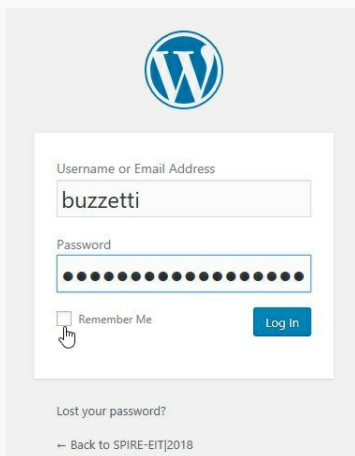 Username or Email Address
buzzetti
Password
●●●●●●●●●●●●●●●●●●
Remember Me
Log In
Lost your password?
← Back to SPIRE-EIT|2018